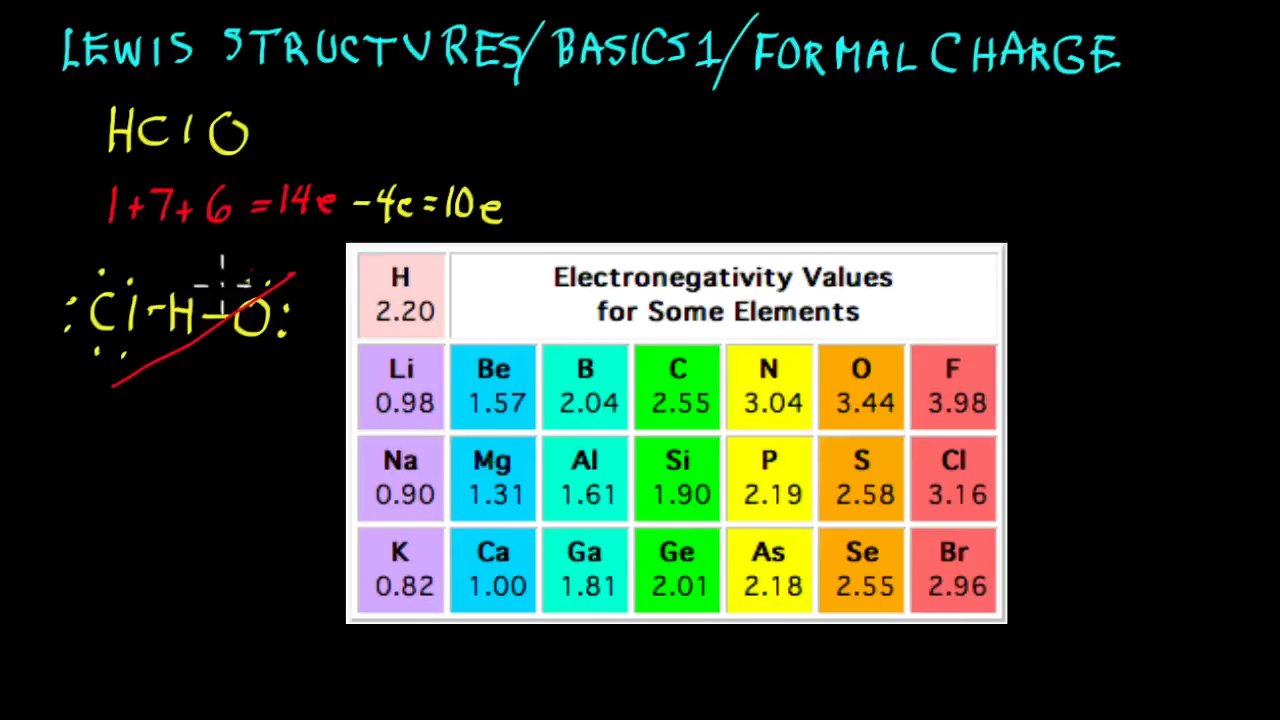 LEWIS STRUCTURES/BASICS1/FORMAL CHARGE
HClO
1+7+6 =14e -4e=10e
:Cl-H-O:
H
2.20
Electronegativity Values
for Some Elements
Li Be B C N O F
0.98 1.57 2.04 2.55 3.04 3.44 3.98
Na Mg Al Si P S Cl
0.90 1.31 1.61 1.90 2.19 2.58 3.16
K Ca Ga Ge As Se Br
0.82 1.00 1.81 2.01 2.18 2.55 2.96